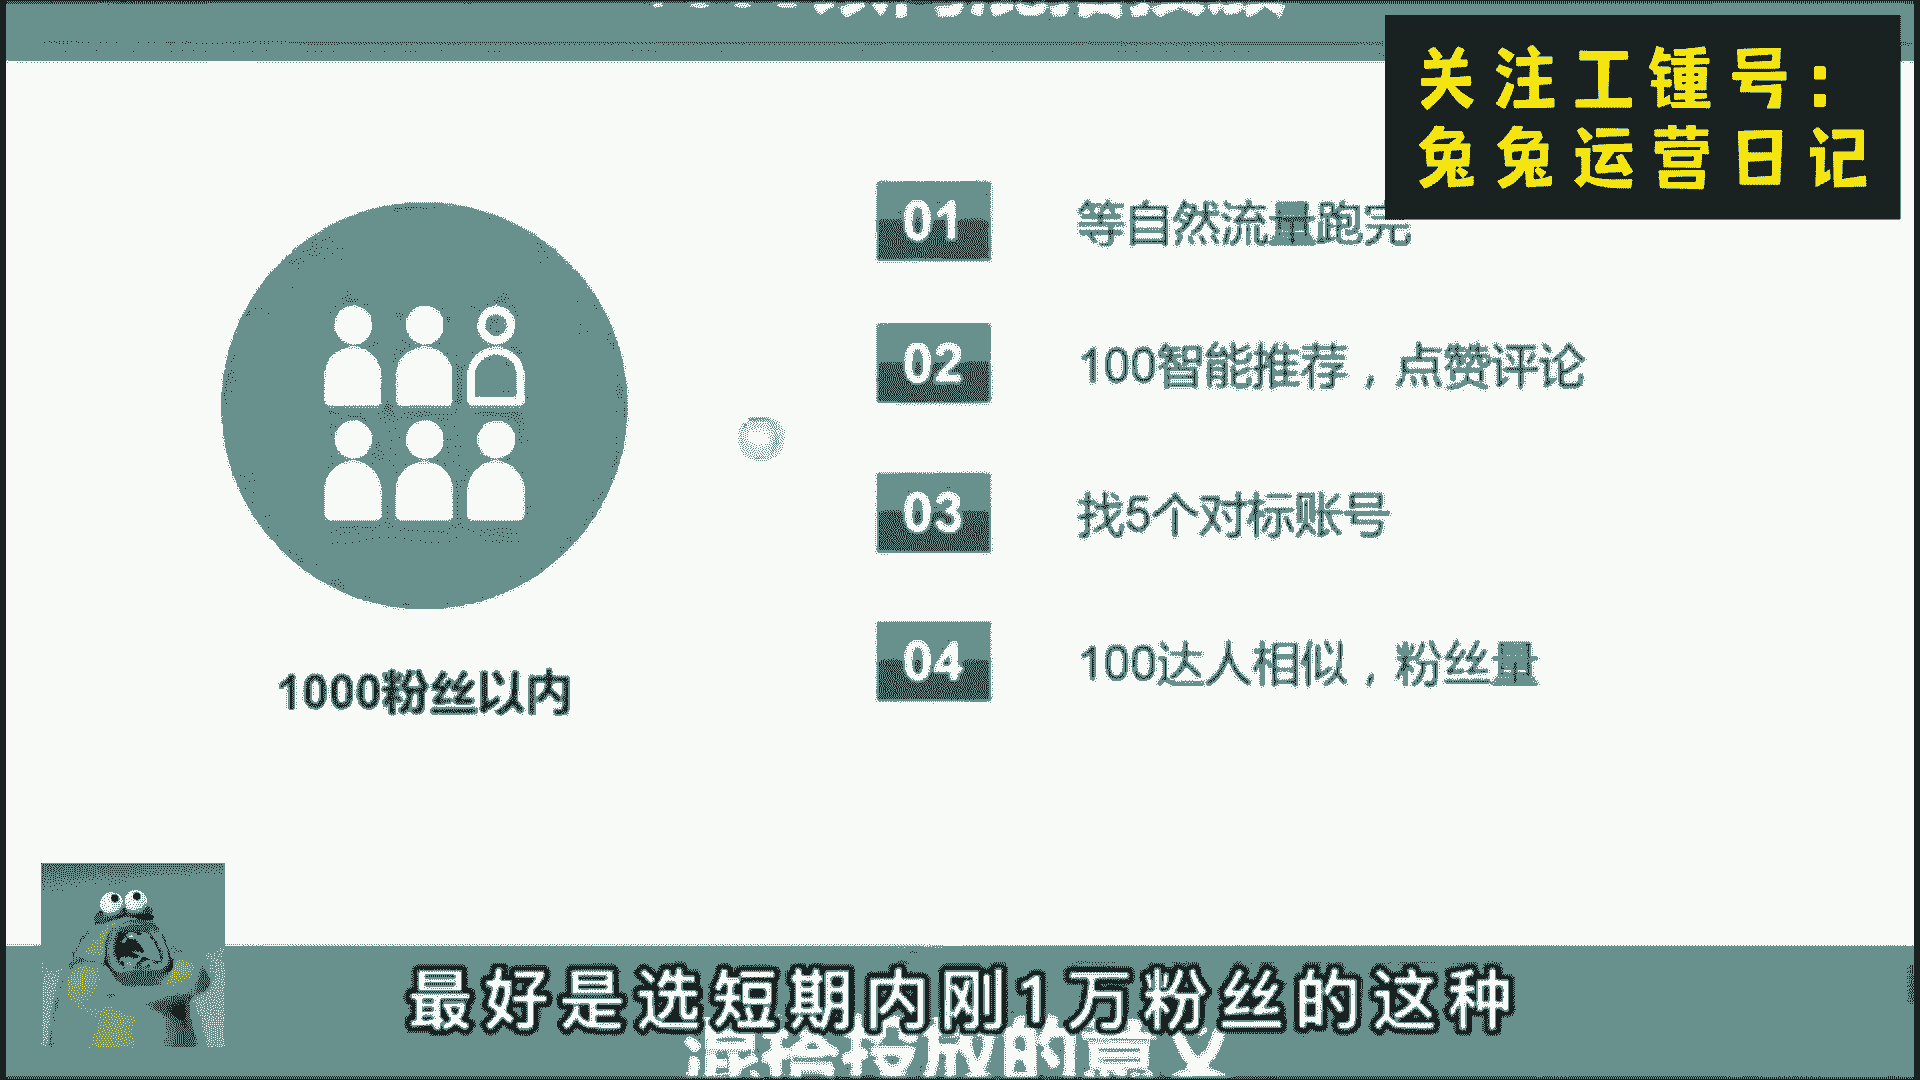 关注工锺号：
兔兔运营日记
01 等自然流量跑完
02 100智能推荐，点赞评论
03 找5个对标账号
04 100达人相似，粉丝量
1000粉丝以内
最好是选短期内刚1万粉丝的这种
混搭投放的意义